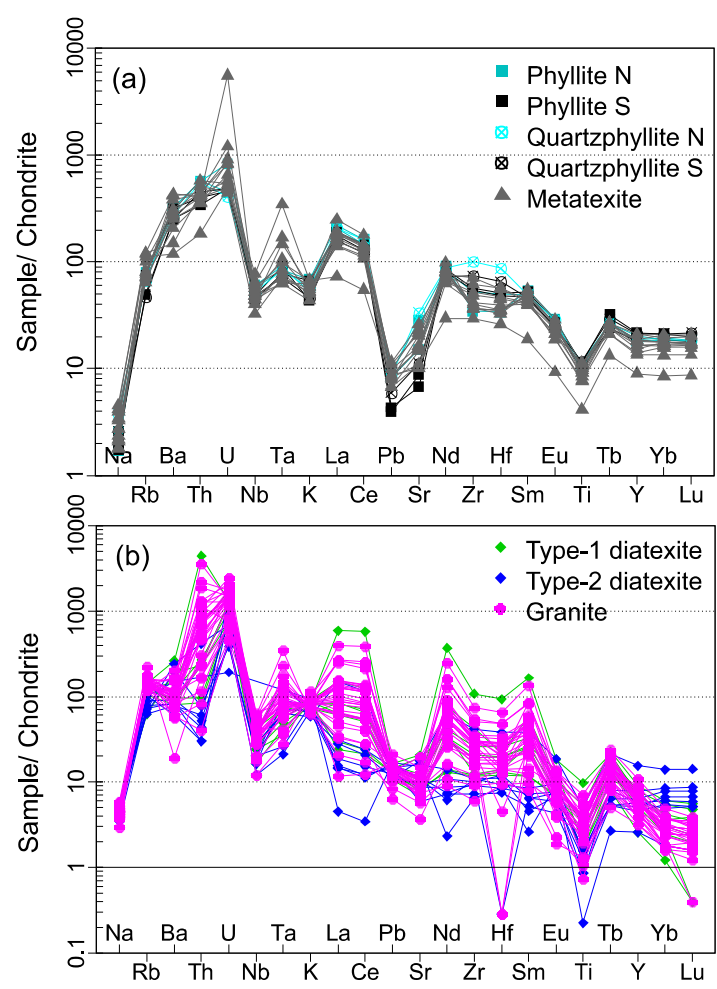 10000
(a)
Phyllite N
Phyllite S
1000
Quartzphyllite N
Quartzphyllite S
Metatexite
Sample/ Chondrite
100
10
Na Ba U Ta La Pb Nd Hf Eu Tb Yb
1
Rb Th Nb K Ce Sr Zr Sm Ti Y Lu
10000
(b)
Type-1 diatexite
Type-2 diatexite
Granite
1000
Sample/ Chondrite
100
10
1
Na Ba U Ta La Pb Nd Hf Eu Tb Yb
0.1
Rb Th Nb K Ce Sr Zr Sm Ti Y Lu